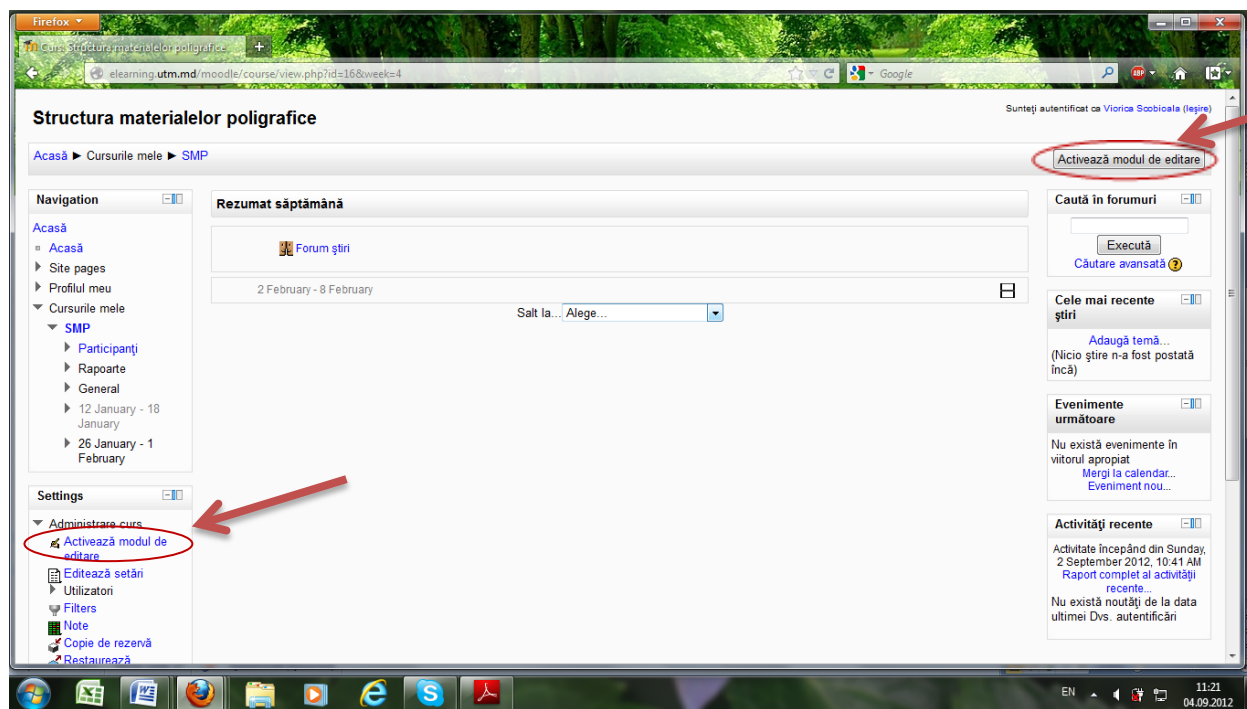 Firefox
Curs: Structura materialelor poligrafice
elearning.utm.md/moodle/course/view.php?id=16&week=4
Google
ABP
Structura materialelor poligrafice
Sunteţi autentificat ca Viorica Scobioala (Ieşire)
Acasă ► Cursurile mele ► SMP
Activează modul de editare
Navigation
Acasă
Acasă
Site pages
Profilul meu
Cursurile mele
SMP
Participanţi
Rapoarte
General
12 January - 18
January
26 January - 1
February
Settings
Administrare curs
Activează modul de
editare
Editează setări
Utilizatori
Filters
Note
Copie de rezervă
Restaurează
Rezumat săptămână
Forum ştiri
2 February - 8 February
Salt la... Alege...
Caută în forumuri
Execută
Căutare avansată ?
Cele mai recente
ştiri
Adaugă temă...
(Nicio ştire n-a fost postată
încă)
Evenimente
următoare
Nu există evenimente în
viitorul apropiat
Mergi la calendar...
Eveniment nou...
Activităţi recente
Activitate începând din Sunday,
2 September 2012, 10:41 AM
Raport complet al activităţii
recente...
Nu există noutăţi de la data
ultimei Dvs. autentificări
EN
11:21
04.09.2012